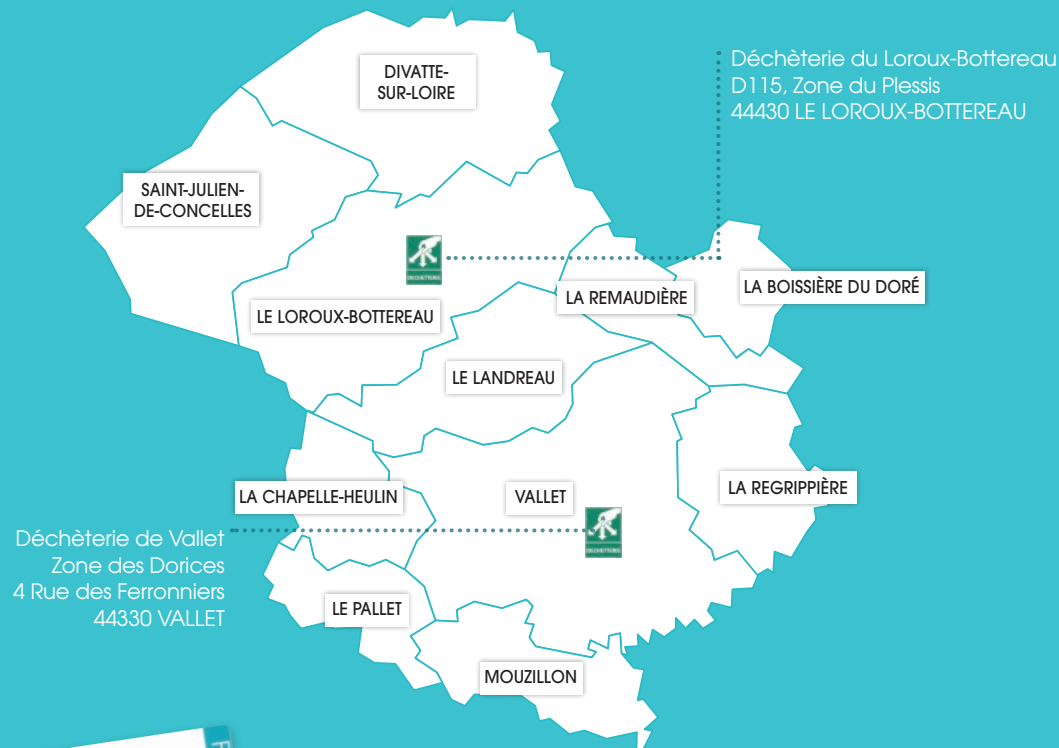 DIVATTE-
SUR-LOIRE
Déchèterie du Loroux-Bottereau
D115, Zone du Plessis
44430 LE LOROUX-BOTTEREAU
SAINT-JULIEN-
DE-CONCELLES
DECHETTERIE
LA REMAUDIÈRE
LA BOISSIÈRE DU DORÉ
LE LOROUX-BOTTEREAU
LE LANDREAU
LA CHAPELLE-HEULIN
VALLET
LA REGRIPPIÈRE
DECHETTERIE
Déchèterie de Vallet
Zone des Dorices
4 Rue des Ferronniers
44330 VALLET
LE PALLET
MOUZILLON